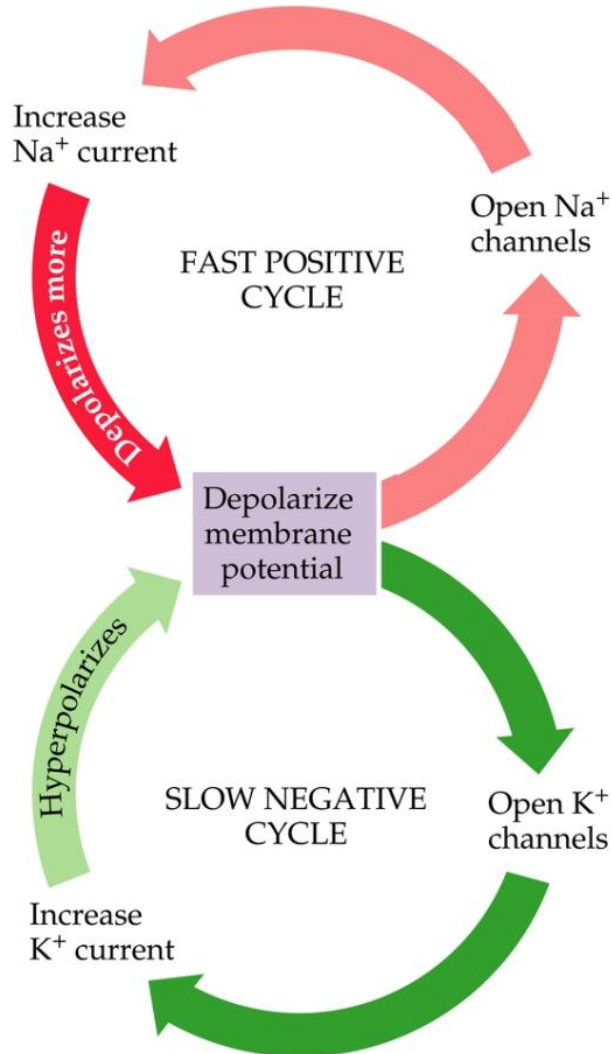 Increase
Na⁺ current
Open Na⁺
channels
FAST POSITIVE
CYCLE
Depolarizes more
Depolarize
membrane
potential
Hyperpolarizes
SLOW NEGATIVE
CYCLE
Open K⁺
channels
Increase
K⁺ current